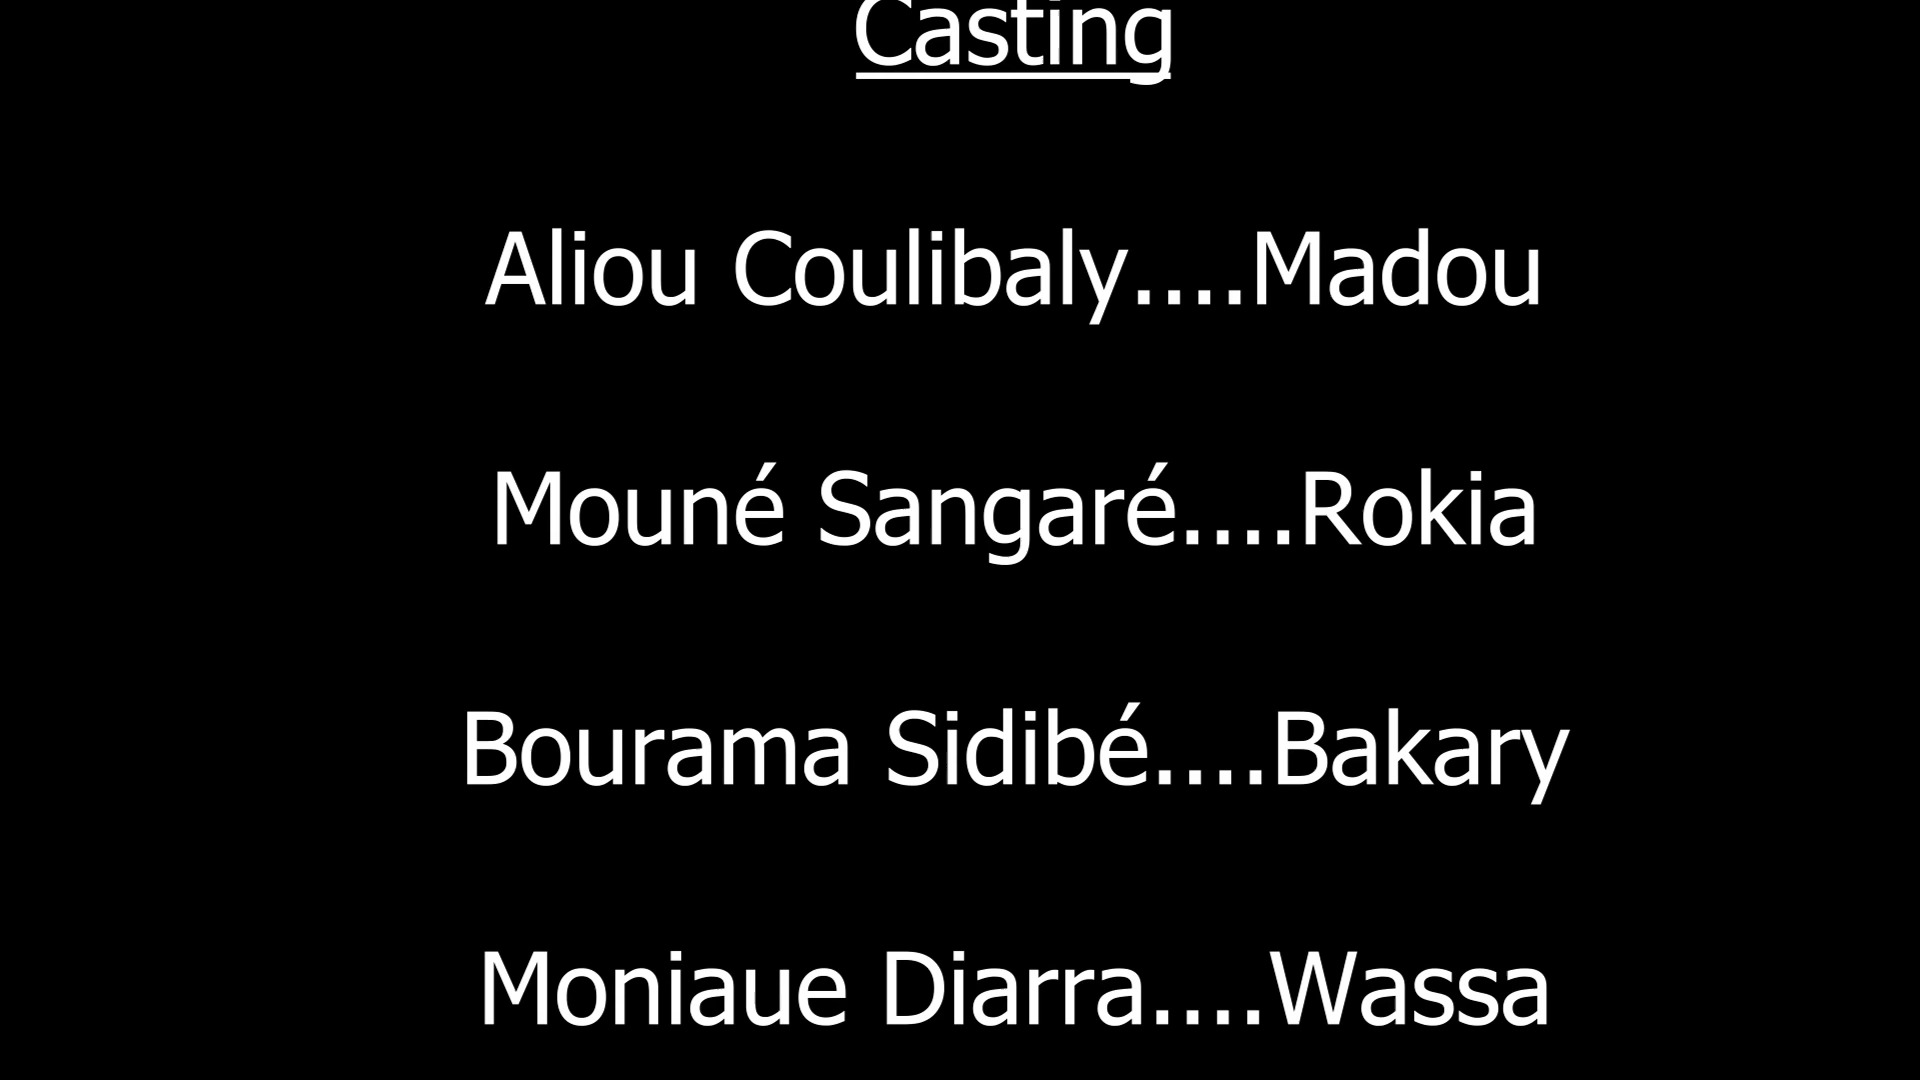 Casting
Aliou Coulibaly....Madou
Mouné Sangaré....Rokia
Bourama Sidibé....Bakary
Moniaue Diarra....Wassa